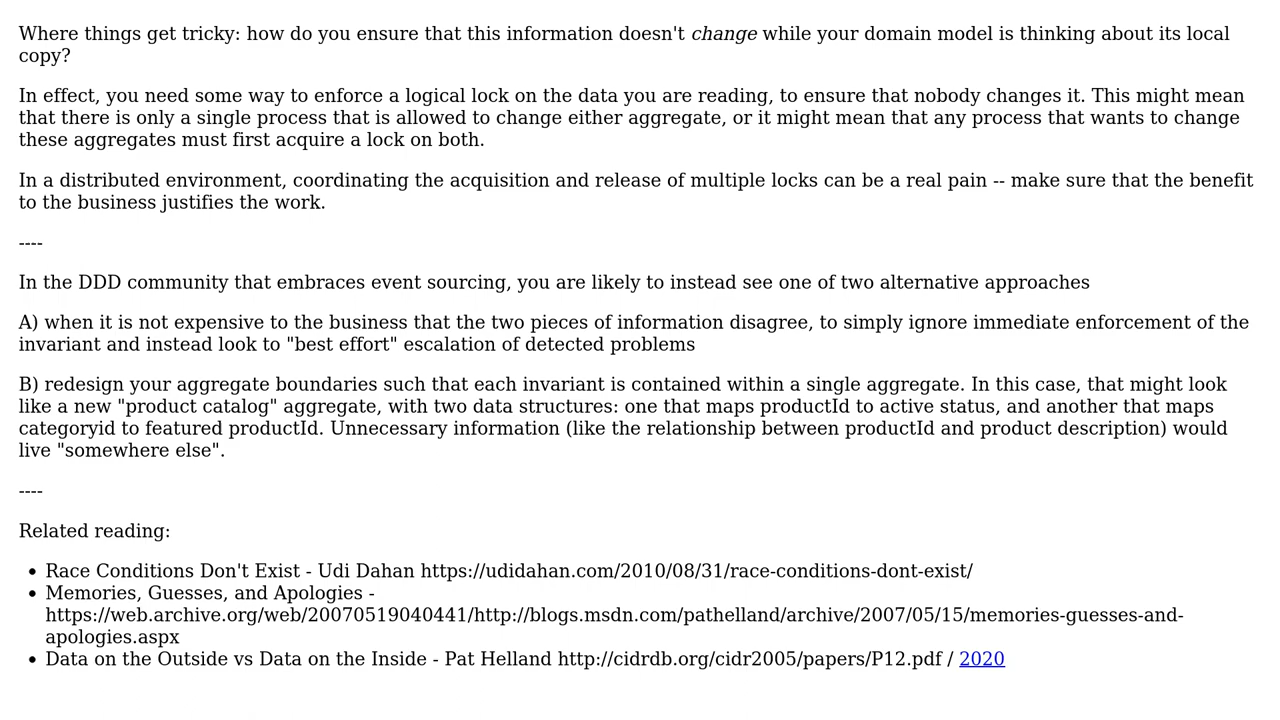 Where things get tricky: how do you ensure that this information doesn't change while your domain model is thinking about its local
copy?
In effect, you need some way to enforce a logical lock on the data you are reading, to ensure that nobody changes it. This might mean
that there is only a single process that is allowed to change either aggregate, or it might mean that any process that wants to change
these aggregates must first acquire a lock on both.
In a distributed environment, coordinating the acquisition and release of multiple locks can be a real pain -- make sure that the benefit
to the business justifies the work.
----
In the DDD community that embraces event sourcing, you are likely to instead see one of two alternative approaches
A) when it is not expensive to the business that the two pieces of information disagree, to simply ignore immediate enforcement of the
invariant and instead look to "best effort" escalation of detected problems
B) redesign your aggregate boundaries such that each invariant is contained within a single aggregate. In this case, that might look
like a new "product catalog" aggregate, with two data structures: one that maps productId to active status, and another that maps
categoryid to featured productId. Unnecessary information (like the relationship between productId and product description) would
live "somewhere else".
----
Related reading:
• Race Conditions Don't Exist - Udi Dahan https://udidahan.com/2010/08/31/race-conditions-dont-exist/
• Memories, Guesses, and Apologies -
https://web.archive.org/web/20070519040441/http://blogs.msdn.com/pathelland/archive/2007/05/15/memories-guesses-and-
apologies.aspx
• Data on the Outside vs Data on the Inside - Pat Helland http://cidrdb.org/cidr2005/papers/P12.pdf / 2020